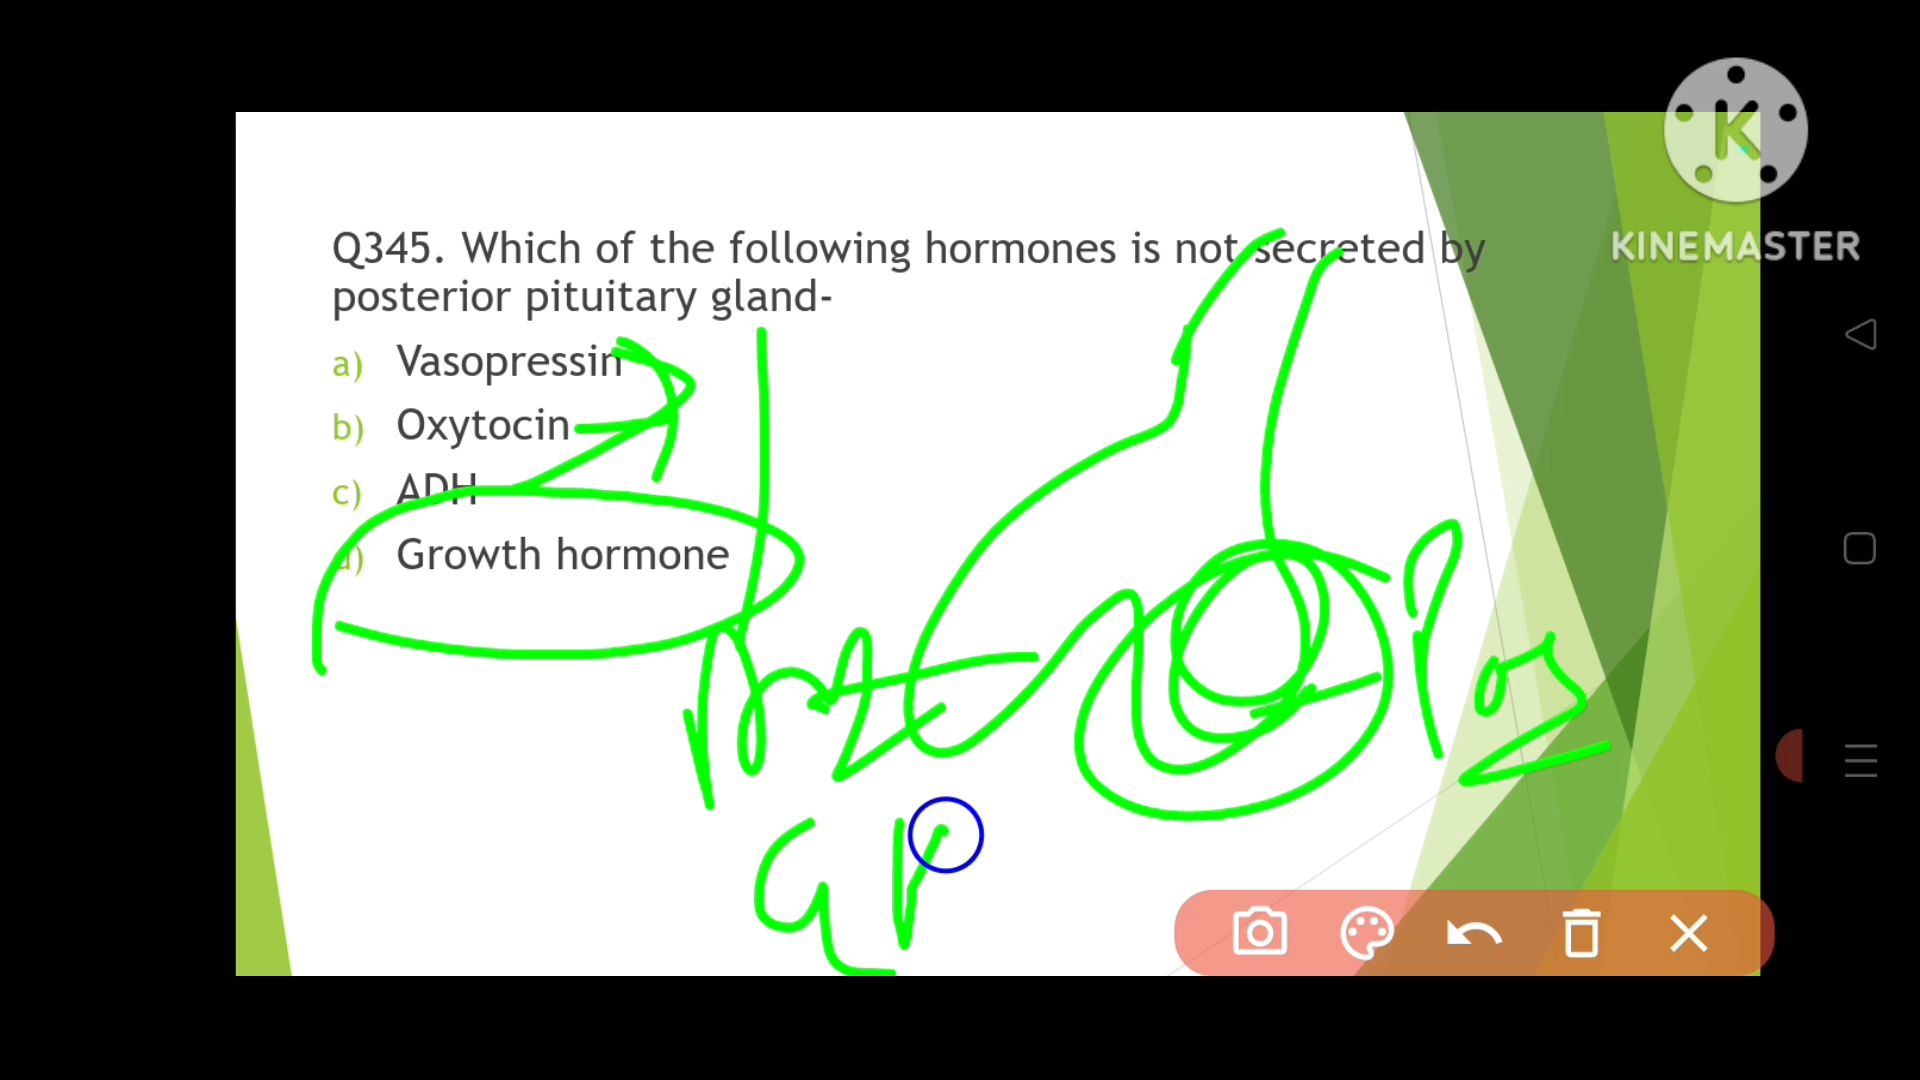 KINEMASTER
Q345. Which of the following hormones is not secreted by
posterior pituitary gland-
a) Vasopressin
b) Oxytocin
c) ADH
d) Growth hormone
Pos